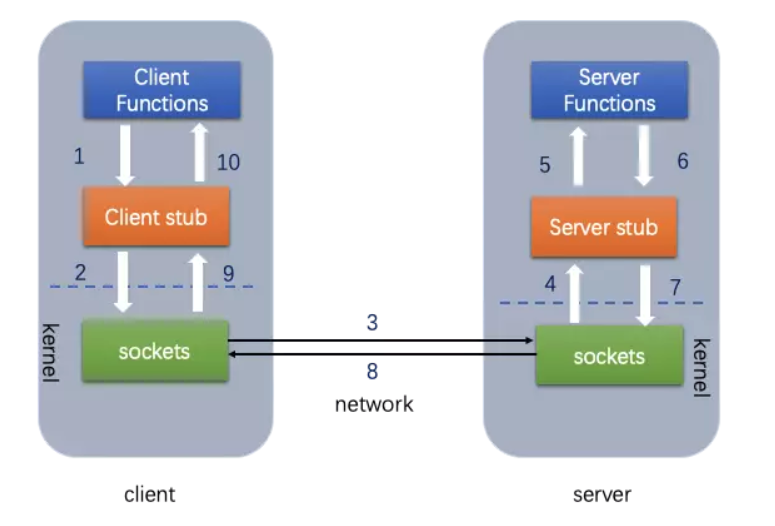 Client
Functions
Server
Functions
1
10
5
6
Client stub
Server stub
2
9
4
7
kernel
sockets
3
8
network
sockets
kernel
client
server